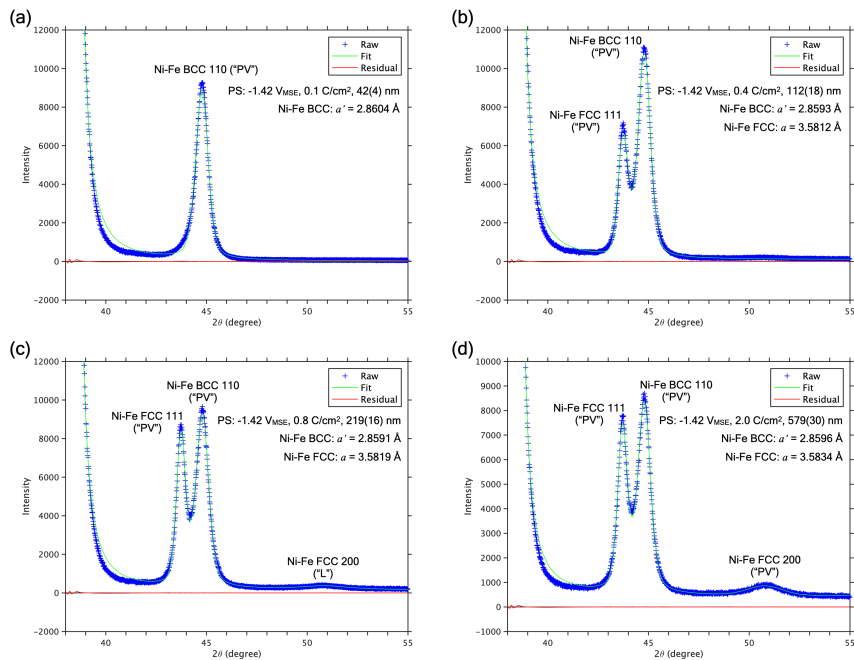 (a)
12000
10000
8000
6000
4000
2000
0
-2000
Intensity
40
45
50
55
2θ (degree)
Raw
Fit
Residual
Ni-Fe BCC 110 ("PV")
PS: -1.42 VMSE, 0.1 C/cm², 42(4) nm
Ni-Fe BCC: a' = 2.8604 Å
(b)
12000
10000
8000
6000
4000
2000
0
-2000
Intensity
40
45
50
55
2θ (degree)
Raw
Fit
Residual
Ni-Fe BCC 110
("PV")
Ni-Fe FCC 111
("PV")
PS: -1.42 VMSE, 0.4 C/cm², 112(18) nm
Ni-Fe BCC: a' = 2.8593 Å
Ni-Fe FCC: a = 3.5812 Å
(c)
12000
10000
8000
6000
4000
2000
0
-2000
Intensity
40
45
50
55
2θ (degree)
Raw
Fit
Residual
Ni-Fe BCC 110
("PV")
Ni-Fe FCC 111
("PV")
PS: -1.42 VMSE, 0.8 C/cm², 219(16) nm
Ni-Fe BCC: a' = 2.8591 Å
Ni-Fe FCC: a = 3.5819 Å
Ni-Fe FCC 200
("L")
(d)
10000
9000
8000
7000
6000
5000
4000
3000
2000
1000
0
-1000
Intensity
40
45
50
55
2θ (degree)
Raw
Fit
Residual
Ni-Fe BCC 110
("PV")
Ni-Fe FCC 111
("PV")
PS: -1.42 VMSE, 2.0 C/cm², 579(30) nm
Ni-Fe BCC: a' = 2.8596 Å
Ni-Fe FCC: a = 3.5834 Å
Ni-Fe FCC 200
("PV")